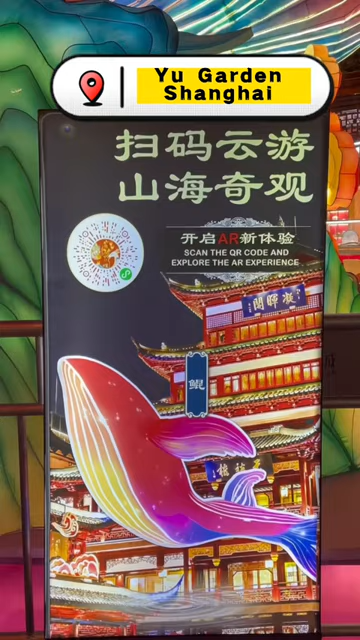 Yu Garden
Shanghai
扫码云游
山海奇观
开启AR新体验
SCAN THE QR CODE AND
EXPLORE THE AR EXPERIENCE
鲲